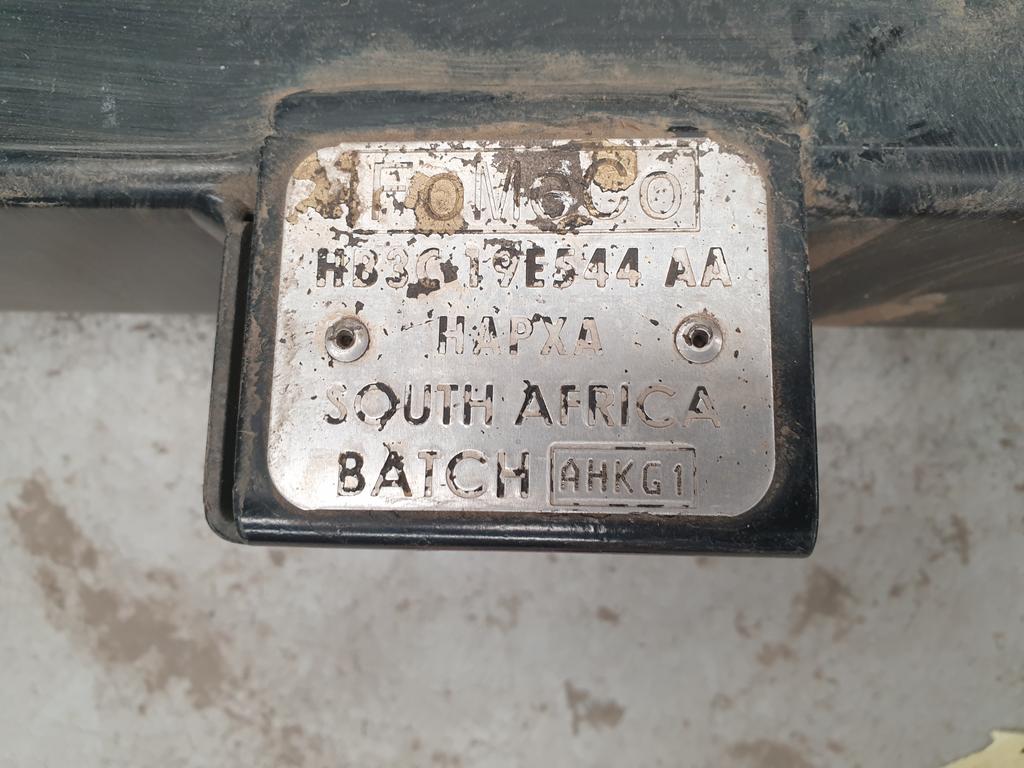 FoMoCo
HB3C 19E544 AA
HAPXA
SOUTH AFRICA
BATCH AHKG1